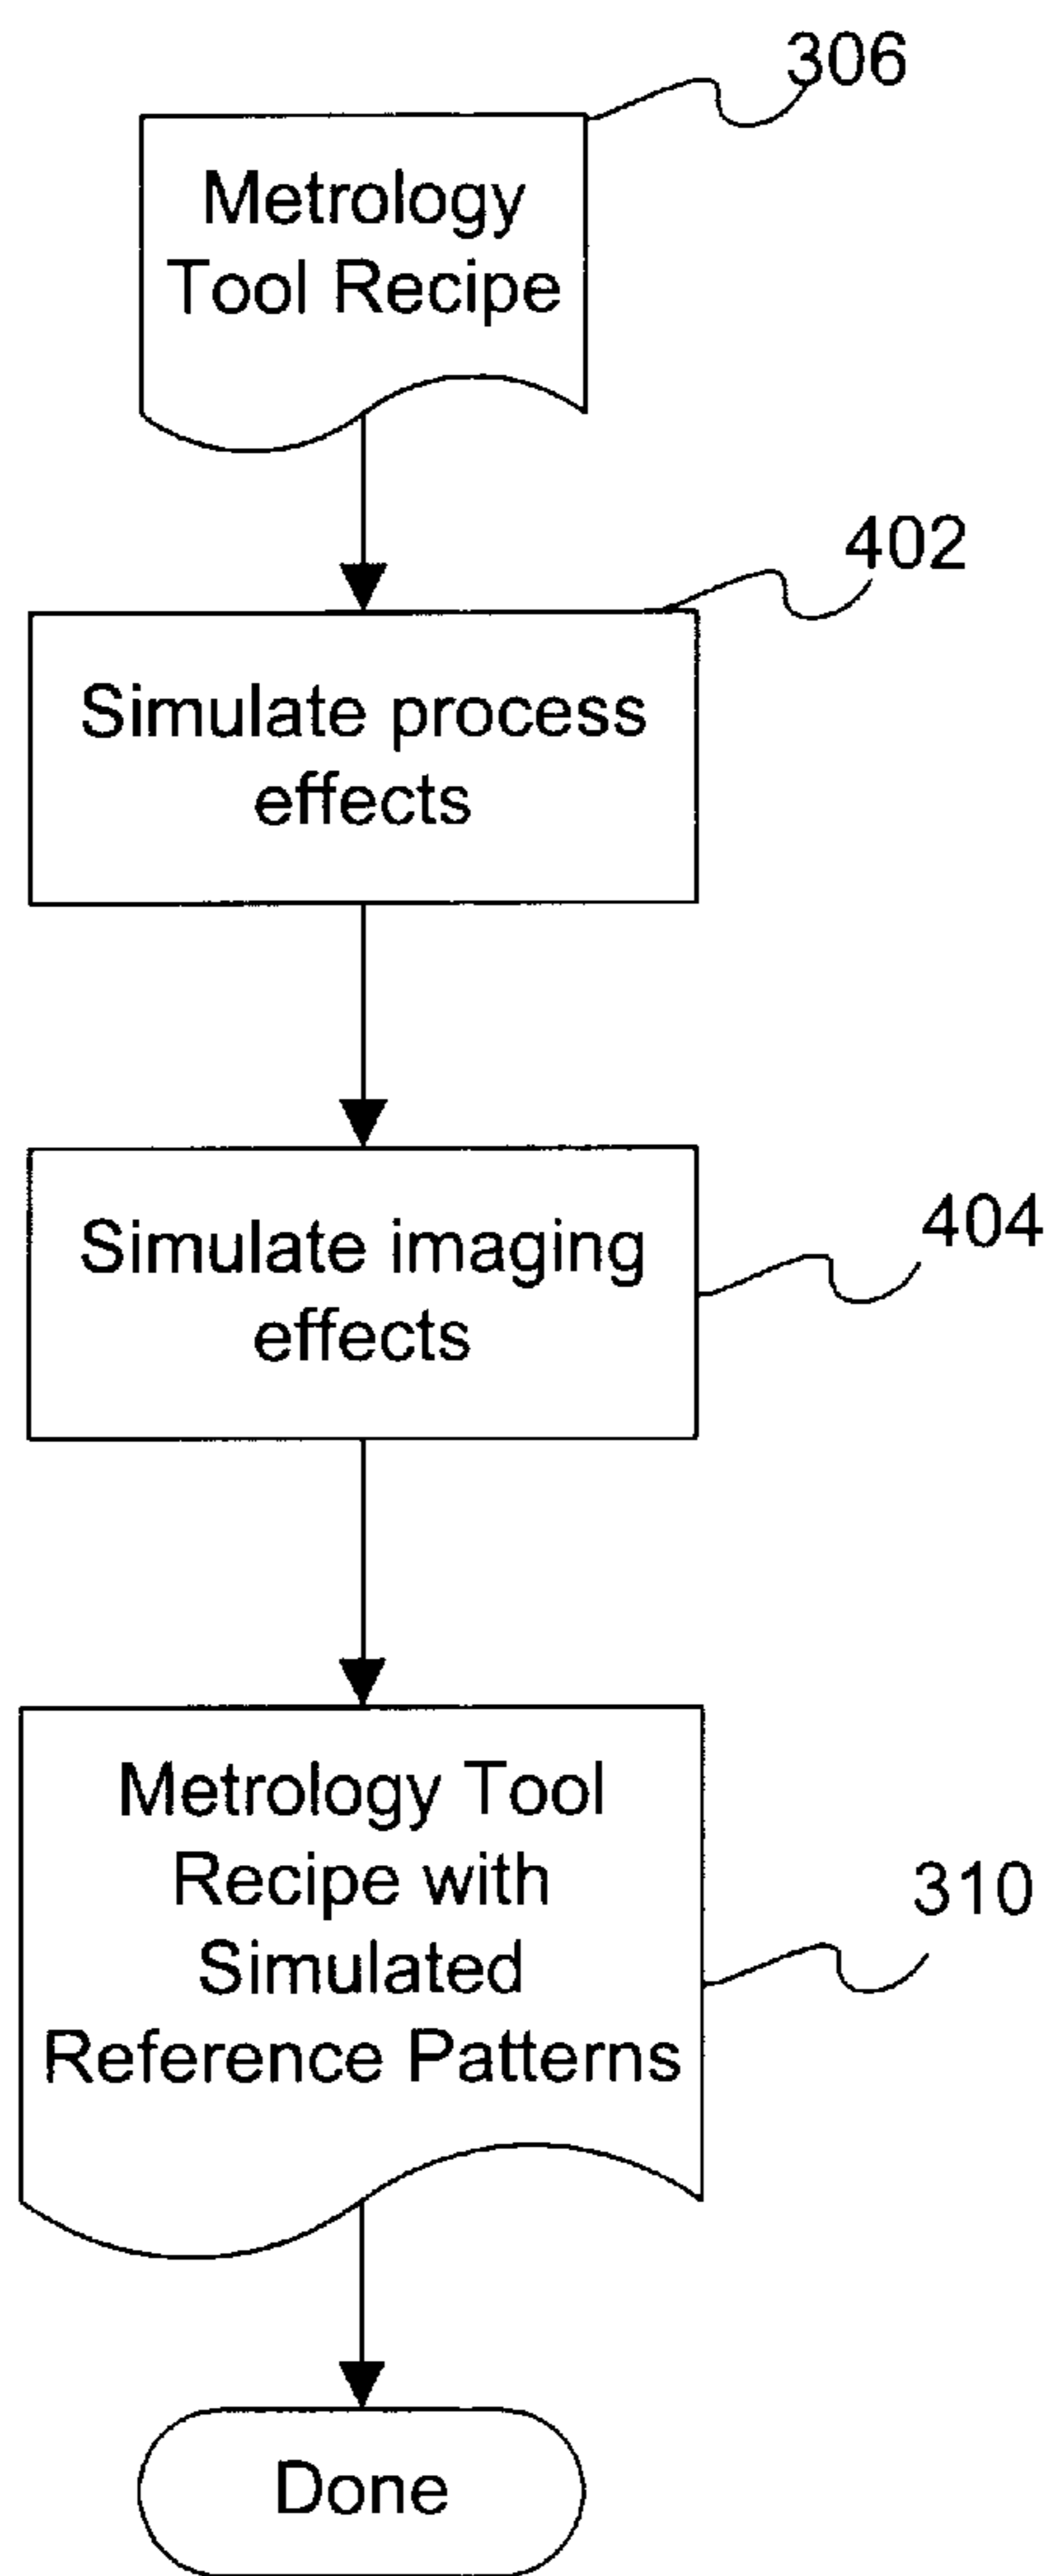 306
Metrology
Tool Recipe
402
Simulate process
effects
404
Simulate imaging
effects
Metrology Tool
Recipe with
Simulated
Reference Patterns
310
Done